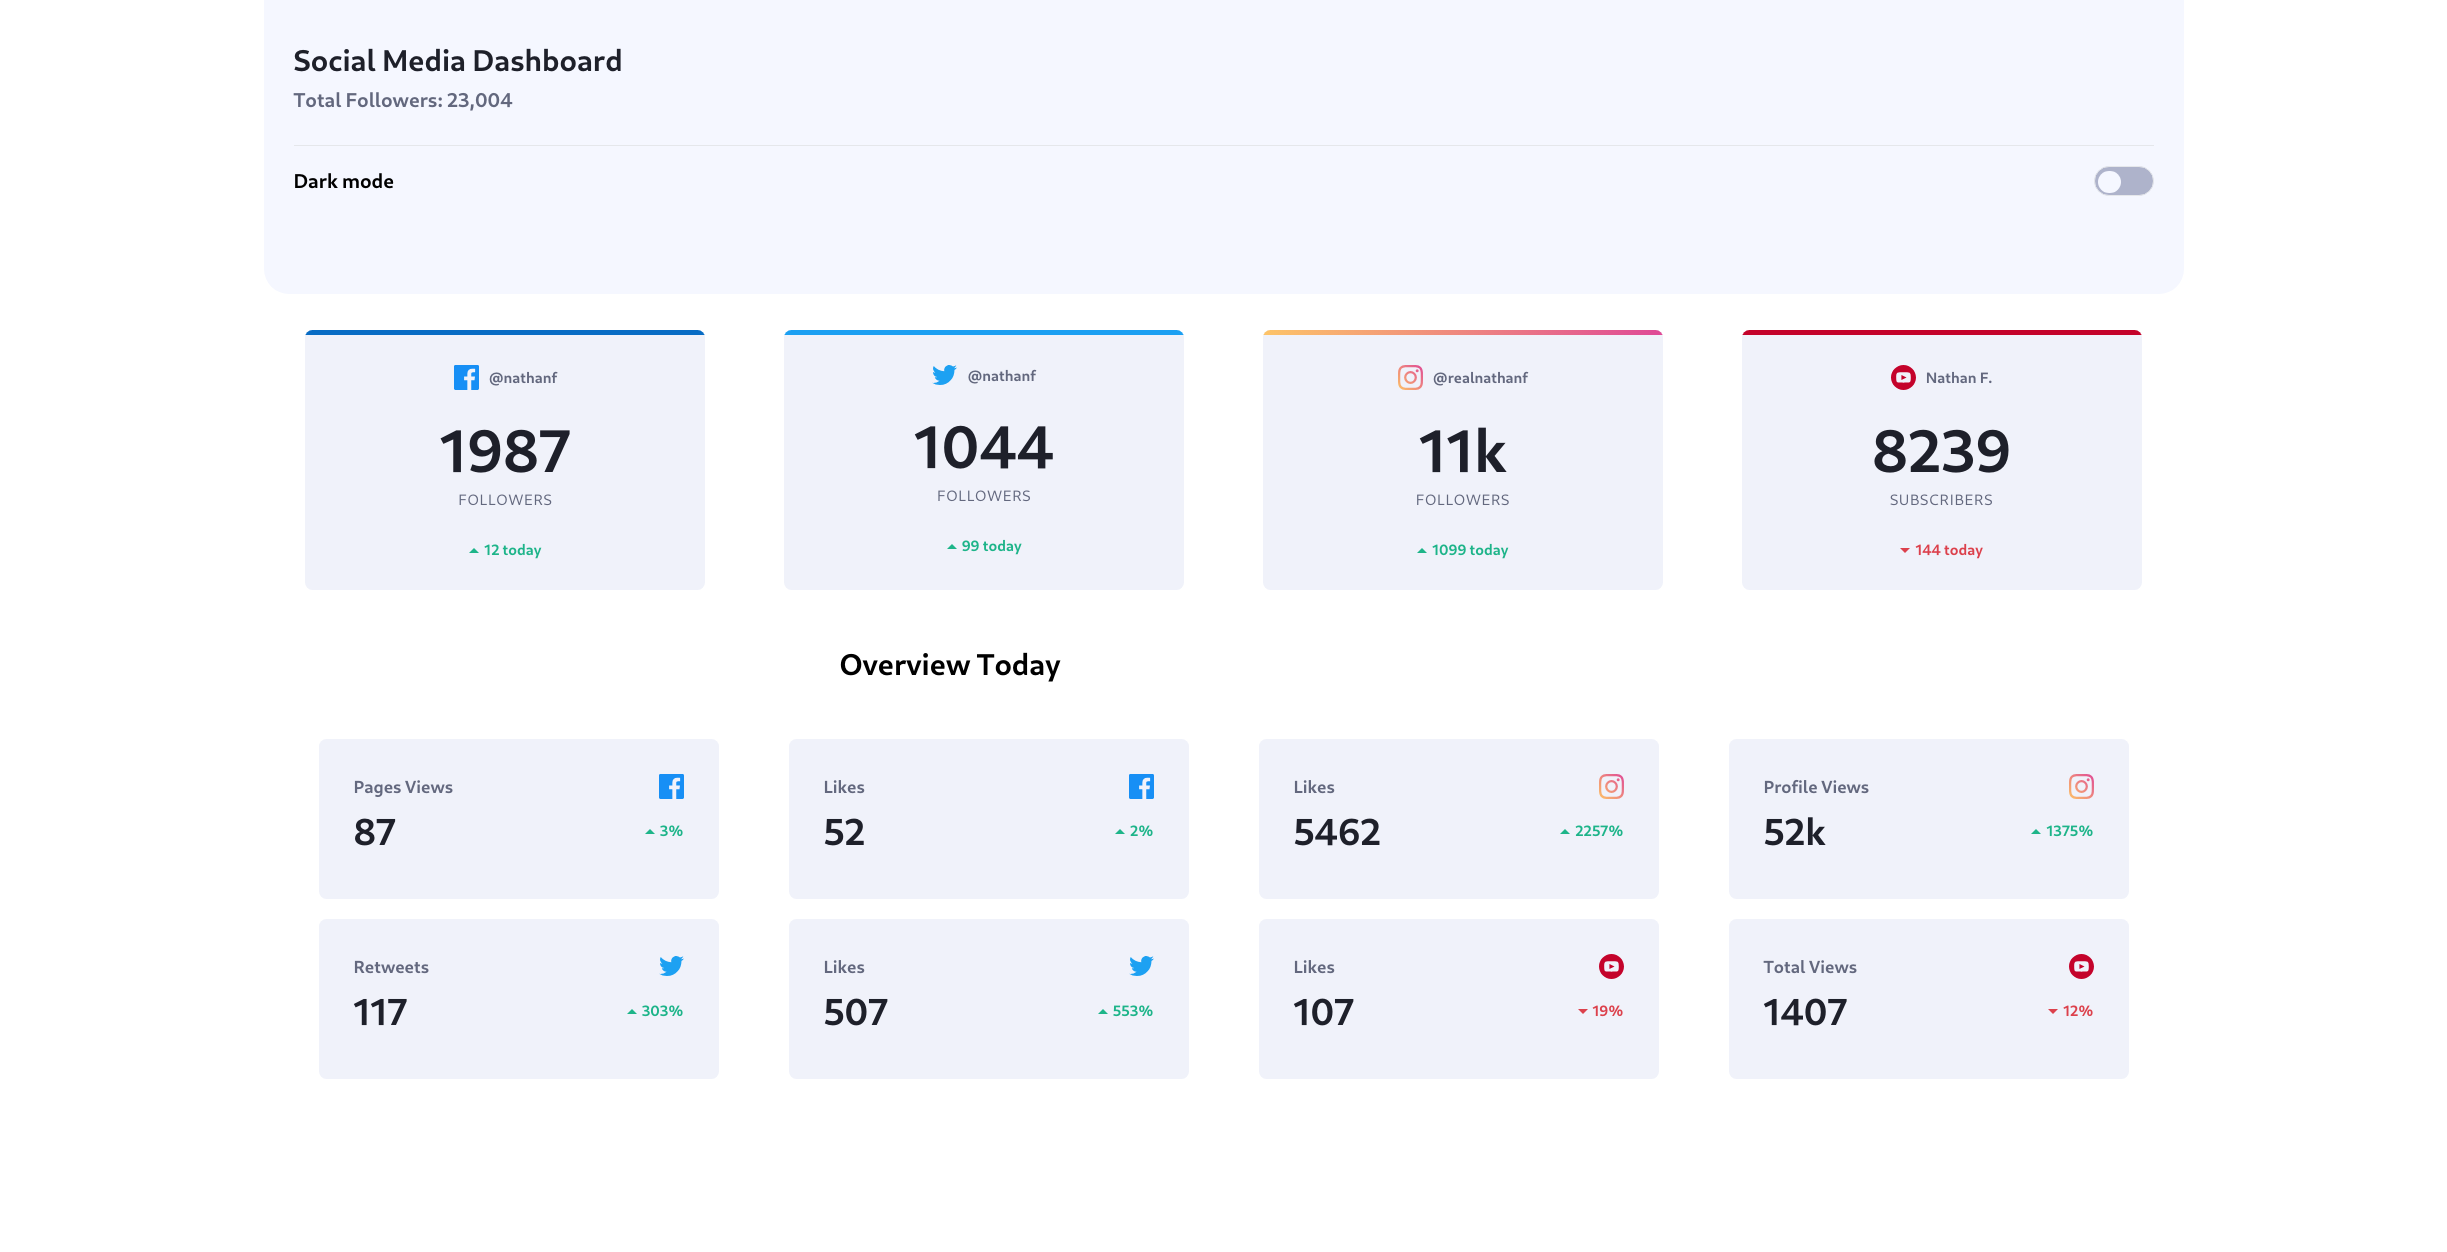 Social Media Dashboard
Total Followers: 23,004
Dark mode
@nathanf
1987
FOLLOWERS
12 today
@nathanf
1044
FOLLOWERS
99 today
@realnathanf
11k
FOLLOWERS
1099 today
Nathan F.
8239
SUBSCRIBERS
144 today
Overview Today
Pages Views
87
3%
Likes
52
2%
Likes
5462
2257%
Profile Views
52k
1375%
Retweets
117
303%
Likes
507
553%
Likes
107
19%
Total Views
1407
12%